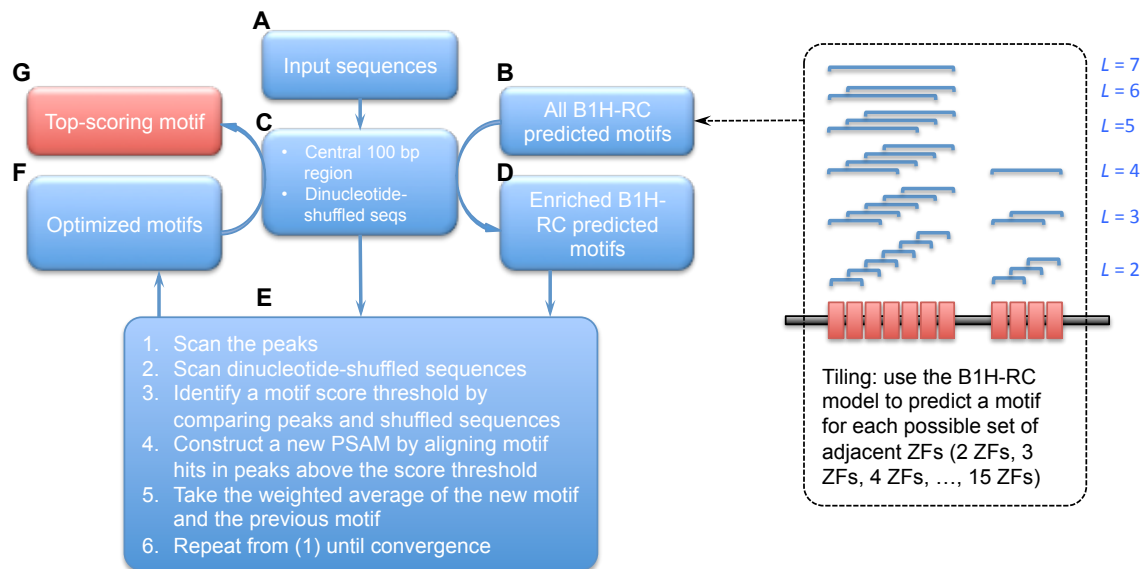 A
Input sequences
G
Top-scoring motif
B
All B1H-RC
predicted motifs
C
• Central 100 bp
region
• Dinucleotide-
shuffled seqs
F
Optimized motifs
D
Enriched B1H-
RC predicted
motifs
E
1. Scan the peaks
2. Scan dinucleotide-shuffled sequences
3. Identify a motif score threshold by
comparing peaks and shuffled sequences
4. Construct a new PSAM by aligning motif
hits in peaks above the score threshold
5. Take the weighted average of the new motif
and the previous motif
6. Repeat from (1) until convergence
L = 7
L = 6
L =5
L = 4
L = 3
L = 2
Tiling: use the B1H-RC
model to predict a motif
for each possible set of
adjacent ZFs (2 ZFs, 3
ZFs, 4 ZFs, …, 15 ZFs)